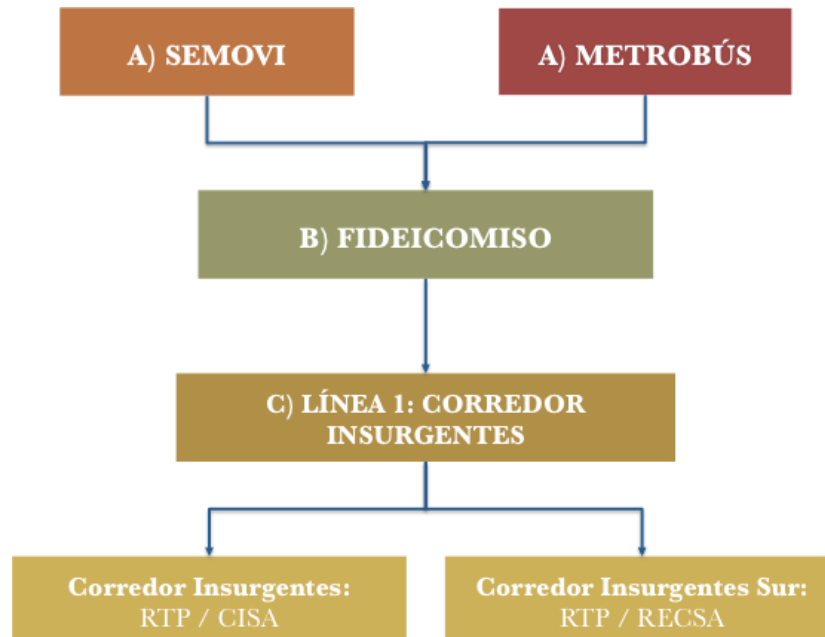 A) SEMOVI
A) METROBÚS
B) FIDEICOMISO
C) LÍNEA 1: CORREDOR
INSURGENTES
Corredor Insurgentes:
RTP / CISA
Corredor Insurgentes Sur:
RTP / RECSA